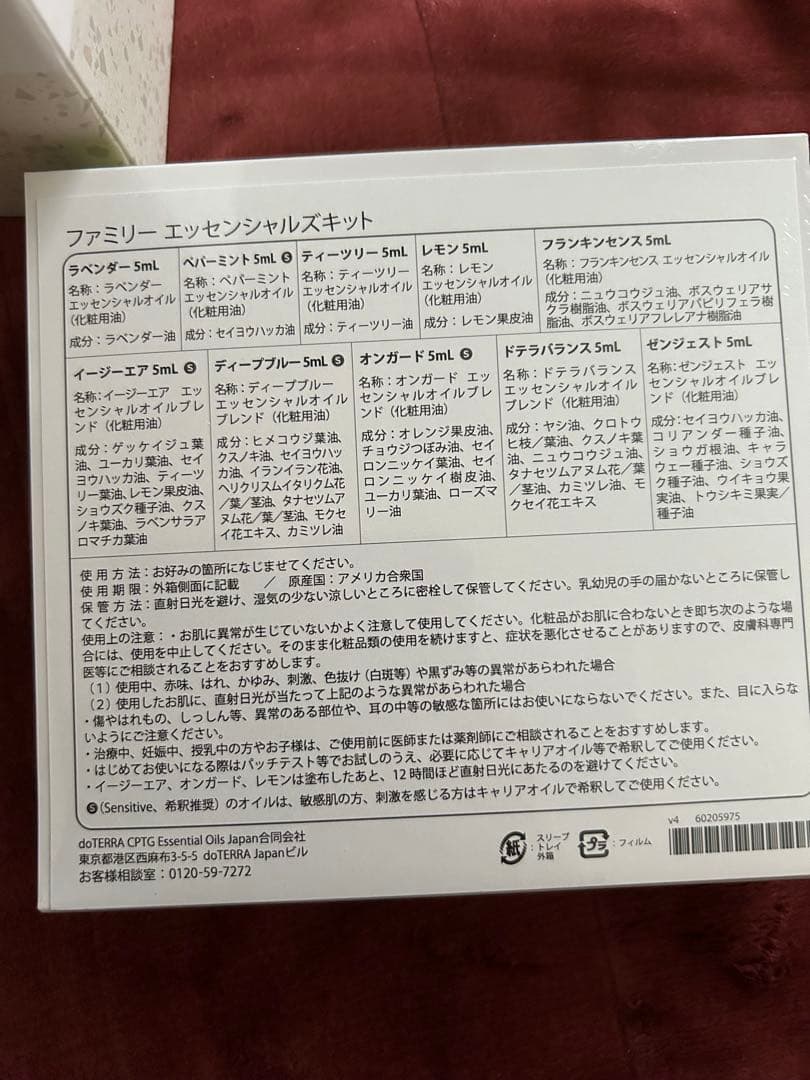 ファミリー エッセンシャルズキット
ラベンダー 5mL
名称：ラベンダー
エッセンシャルオイル
（化粧用油）
成分：ラベンダー油
ペパーミント 5mL S
名称：ペパーミント
エッセンシャルオイル
（化粧用油）
成分：セイヨウハッカ油
ティーツリー 5mL
名称：ティーツリー
エッセンシャルオイル
（化粧用油）
成分：ティーツリー油
レモン 5mL
名称：レモン
エッセンシャルオイル
（化粧用油）
成分：レモン果皮油
フランキンセンス 5mL
名称：フランキンセンス エッセンシャルオイル
（化粧用油）
成分：ニュウコウジュ油、ボスウェリアサ
クラ樹脂油、ボスウェリアパピリフェラ樹
脂油、ボスウェリアフレレアナ樹脂油
イージーエア 5mL S
名称：イージーエア エッ
センシャルオイルブレ
ンド（化粧用油）
成分：ゲッケイジュ葉
油、ユーカリ葉油、セイ
ヨウハッカ油、ティーツ
リー葉油、レモン果皮油、
ショウズク種子油、クス
ノキ葉油、ラベンサラア
ロマチカ葉油
ディープブルー 5mL S
名称：ディープブルー
エッセンシャルオイルブ
レンド（化粧用油）
成分：ヒメコウジ葉油、
クスノキ油、セイヨウハッ
カ油、イランイラン花油、
ヘリクリスムイタリクム花
／葉／茎油、タナセツムア
ヌム花／葉／茎油、モクセ
イ花エキス、カミツレ油
オンガード 5mL S
名称：オンガード エッ
センシャルオイルブレ
ンド（化粧用油）
成分：オレンジ果皮油、
チョウジつぼみ油、セイ
ロンニッケイ葉油、セイ
ロンニッケイ樹皮油、
ユーカリ葉油、ローズマ
リー油
ドテラバランス 5mL
名称：ドテラバランス
エッセンシャルオイル
ブレンド（化粧用油）
成分：ヤシ油、クロトウ
ヒ枝／葉油、クスノキ葉
油、ニュウコウジュ油、
タナセツムアヌム花／葉／
茎油、カミツレ油、モ
クセイ花エキス
ゼンジェスト 5mL
名称：ゼンジェスト エッ
センシャルオイルブレン
ド（化粧用油）
成分：セイヨウハッカ油、
コリアンダー種子油、
ショウガ根油、キャラ
ウェー種子油、ショウズ
ク種子油、ウイキョウ果
実油、トウシキミ果実／
種子油
使用方法：お好みの箇所になじませてください。
使用期限：外箱側面に記載 ／ 原産国：アメリカ合衆国
保管方法：直射日光を避け、湿気の少ない涼しいところに密栓して保管してください。乳幼児の手の届かないところに保管し
てください。
使用上の注意：・お肌に異常が生じていないかよく注意して使用してください。化粧品がお肌に合わないとき即ち次のような場
合には、使用を中止してください。そのまま化粧品類の使用を続けますと、症状を悪化させることがありますので、皮膚科専門
医等にご相談されることをおすすめします。
（1）使用中、赤味、はれ、かゆみ、刺激、色抜け（白斑等）や黒ずみ等の異常があらわれた場合
（2）使用したお肌に、直射日光が当たって上記のような異常があらわれた場合
・傷やはれもの、しっしん等、異常のある部位や、耳の中等の敏感な箇所にはお使いにならないでください。また、目に入らな
いようにご注意ください。
・治療中、妊娠中、授乳中の方やお子様は、ご使用前に医師または薬剤師にご相談されることをおすすめします。
・はじめてお使いになる際はパッチテスト等でお試しのうえ、必要に応じてキャリアオイル等で希釈してご使用ください。
・イージーエア、オンガード、レモンは塗布したあと、12時間ほど直射日光にあたるのを避けてください。
S（Sensitive、希釈推奨）のオイルは、敏感肌の方、刺激を感じる方はキャリアオイルで希釈してご使用ください。
doTERRA CPTG Essential Oils Japan合同会社
東京都港区西麻布3-5-5 doTERRA Japanビル
お客様相談室：0120-59-7272
紙
：スリーブ
トレイ
外箱
プラ
：フィルム
v4 60205975